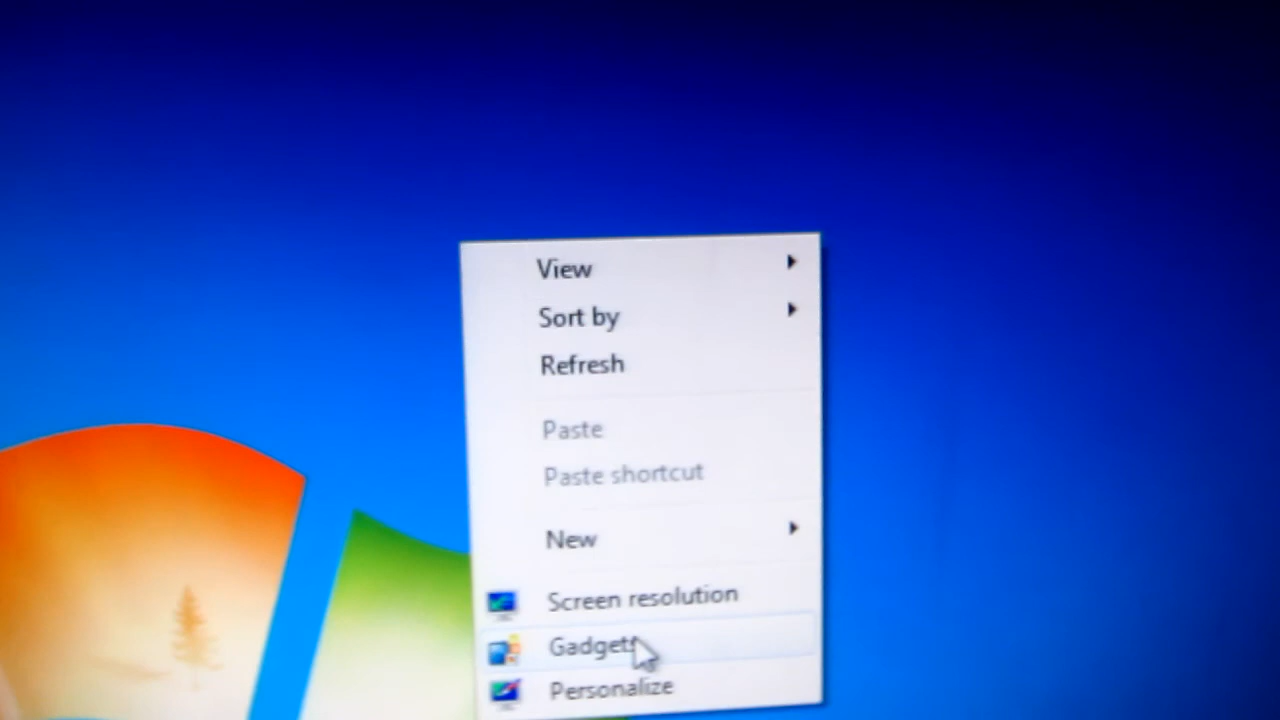 View
Sort by
Refresh
Paste
Paste shortcut
New
Screen resolution
Gadgets
Personalize